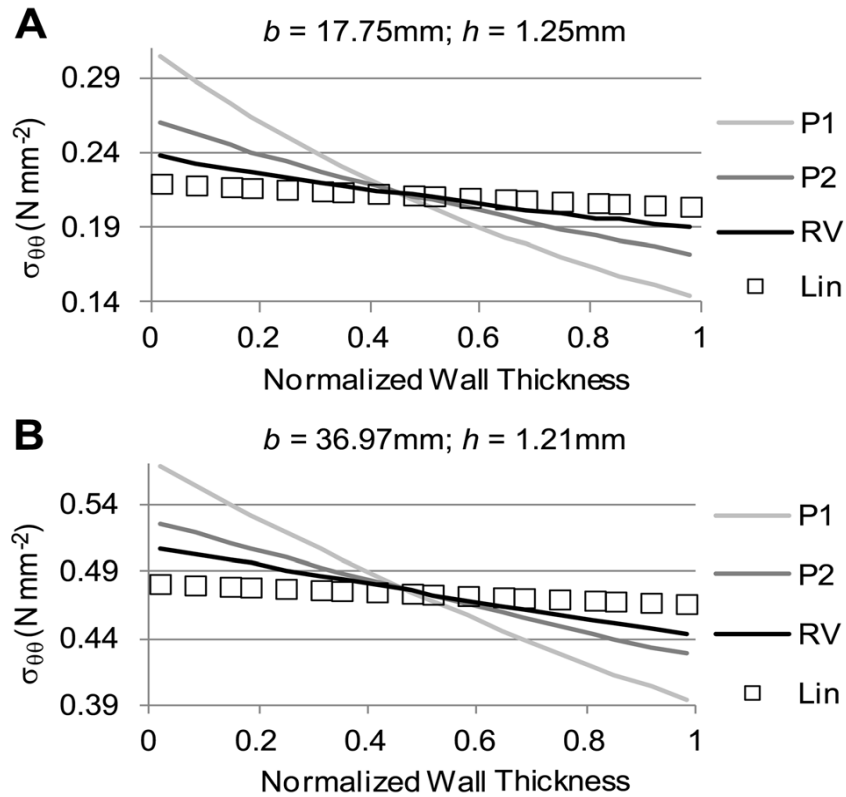 A
b = 17.75mm; h = 1.25mm
0.29
0.24
0.19
0.14
σθθ (N mm-2)
0 0.2 0.4 0.6 0.8 1
Normalized Wall Thickness
P1
P2
RV
Lin
B
b = 36.97mm; h = 1.21mm
0.54
0.49
0.44
0.39
σθθ (N mm-2)
0 0.2 0.4 0.6 0.8 1
Normalized Wall Thickness
P1
P2
RV
Lin